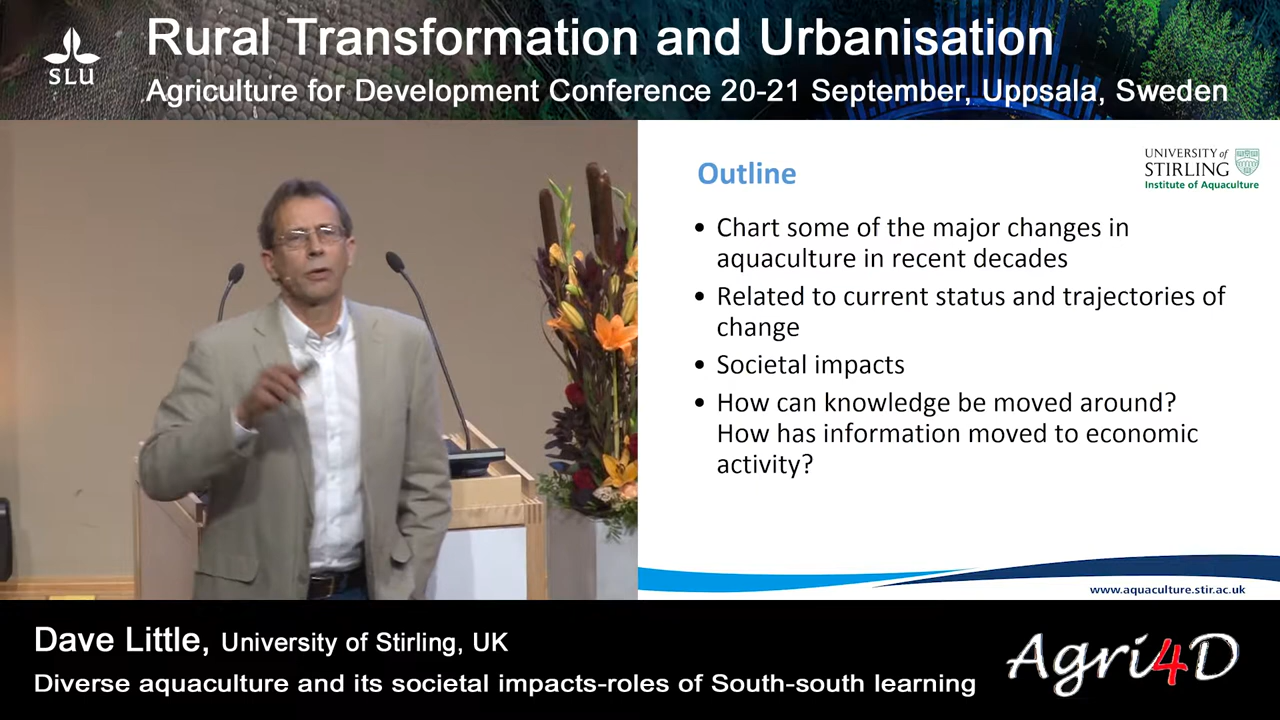 SLU
Rural Transformation and Urbanisation
Agriculture for Development Conference 20-21 September, Uppsala, Sweden
Outline
UNIVERSITY of
STIRLING
Institute of Aquaculture
• Chart some of the major changes in
aquaculture in recent decades
• Related to current status and trajectories of
change
• Societal impacts
• How can knowledge be moved around?
How has information moved to economic
activity?
www.aquaculture.stir.ac.uk
Dave Little, University of Stirling, UK
Diverse aquaculture and its societal impacts-roles of South-south learning
Agri4D